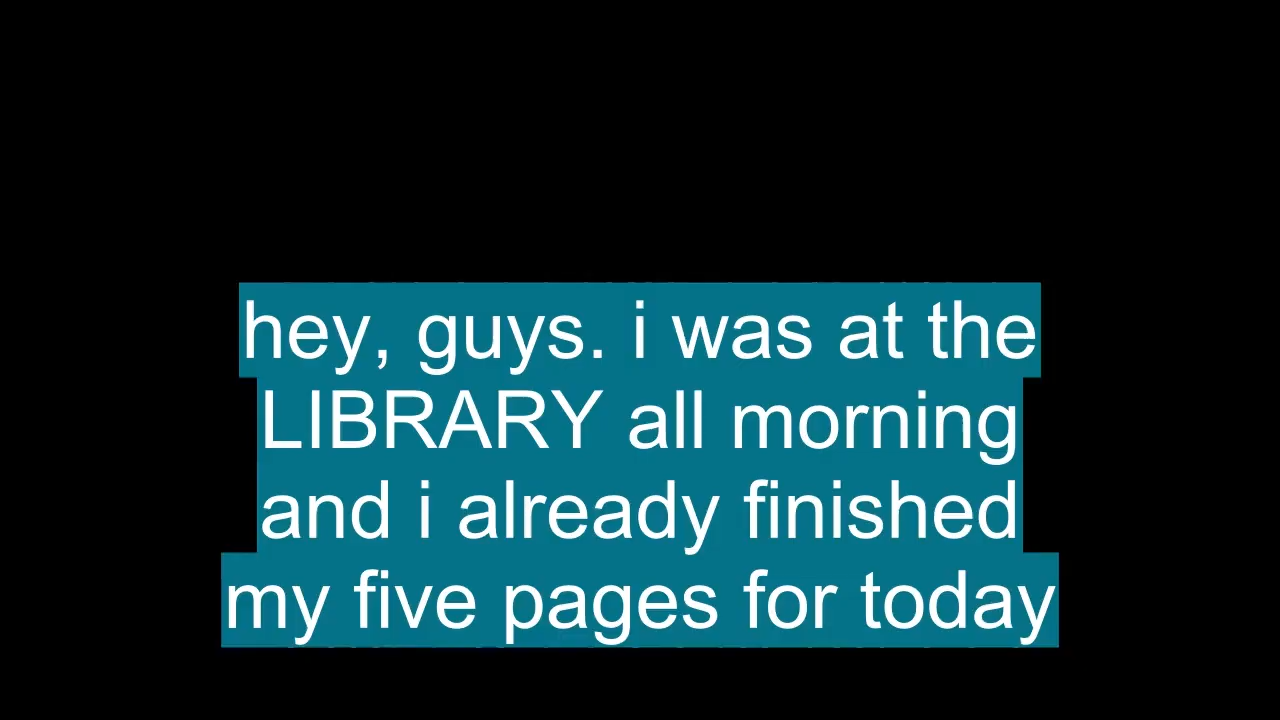 hey, guys. i was at the
LIBRARY all morning
and i already finished
my five pages for today